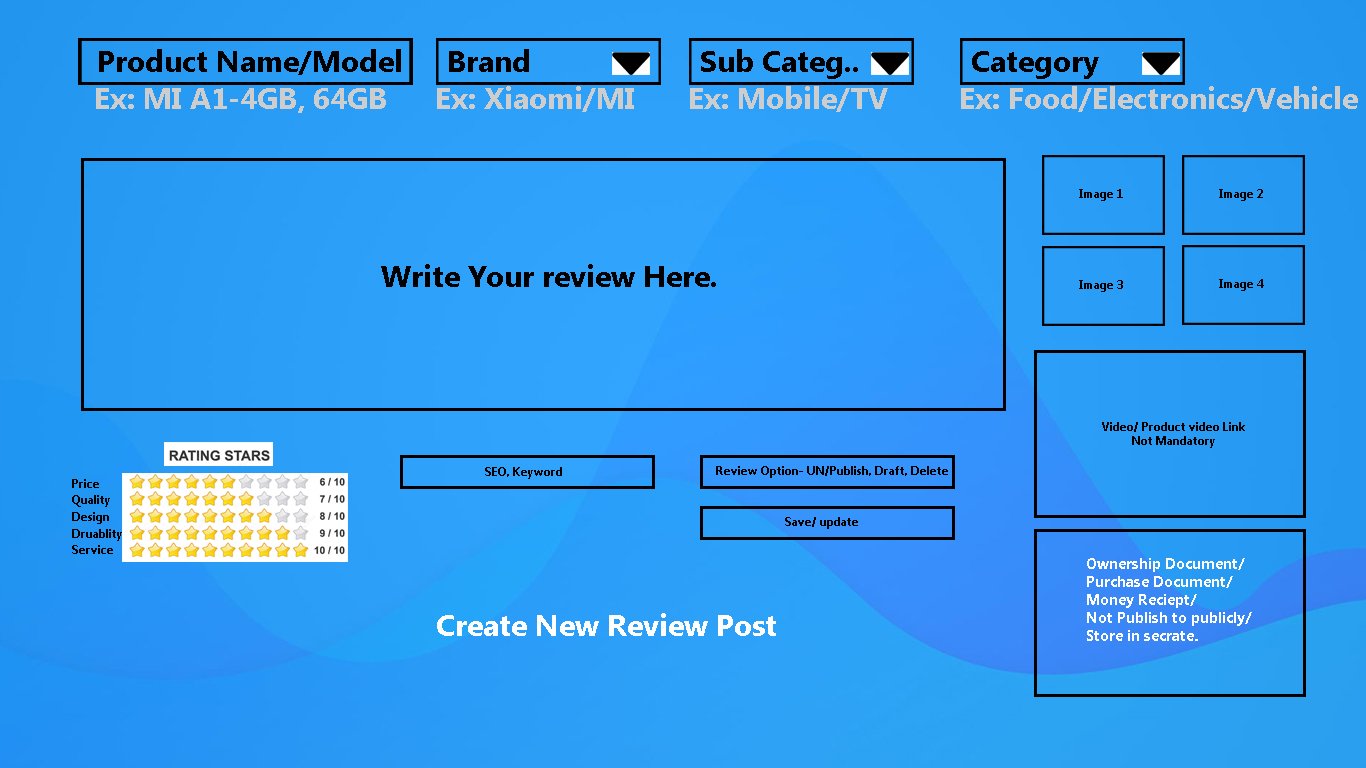 Product Name/Model
Brand
Sub Categ..
Category
Ex: MI A1-4GB, 64GB
Ex: Xiaomi/MI
Ex: Mobile/TV
Ex: Food/Electronics/Vehicle
Write Your review Here.
Image 1
Image 2
Image 3
Image 4
Video/ Product video Link
Not Mandatory
RATING STARS
Price 6 / 10
Quality 7 / 10
Design 8 / 10
Druablity 9 / 10
Service 10 / 10
SEO, Keyword
Review Option- UN/Publish, Draft, Delete
Save/ update
Ownership Document/
Purchase Document/
Money Reciept/
Not Publish to publicly/
Store in secrate.
Create New Review Post